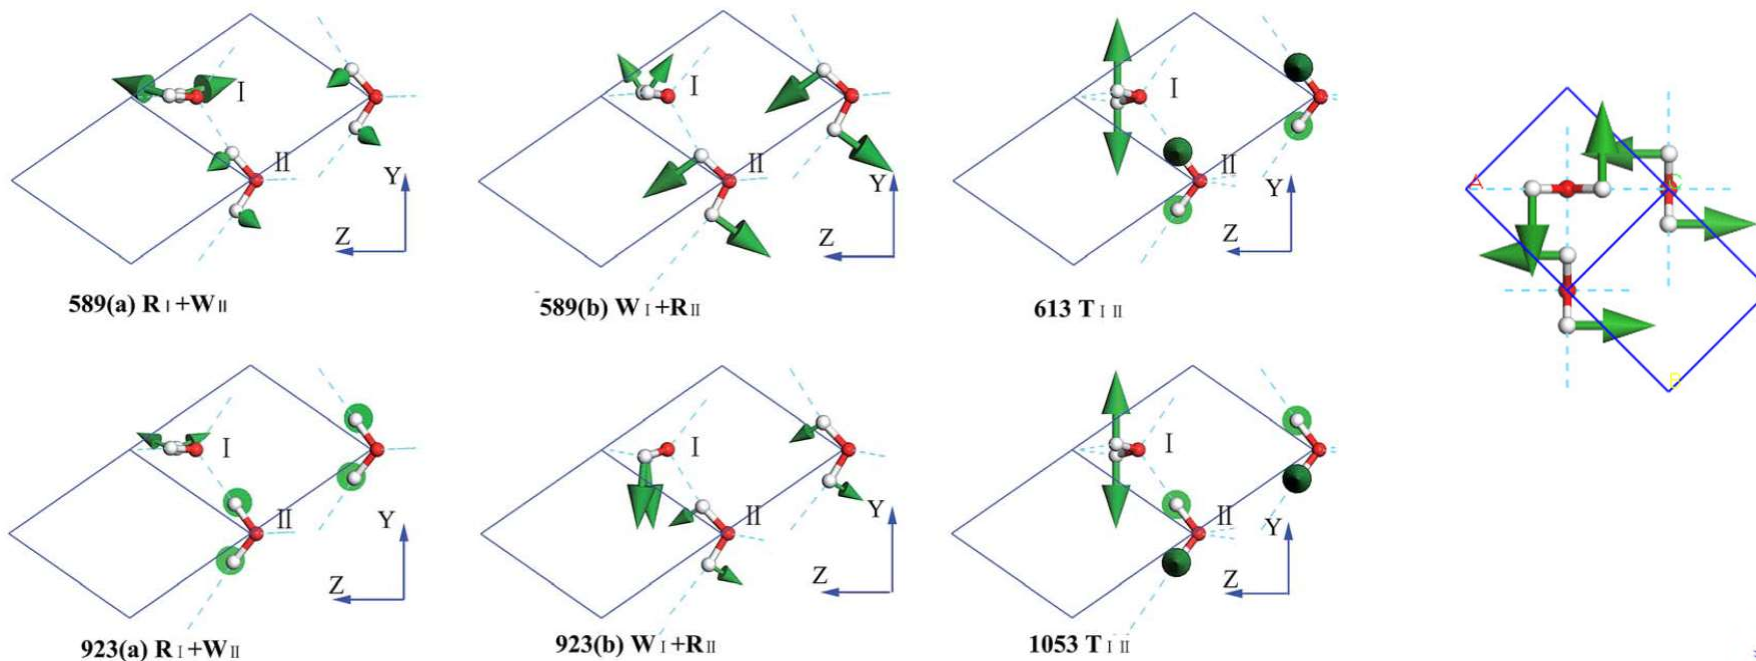 I
II
Y
Z
589(a) R I +W II
I
II
Y
Z
589(b) W I +R II
I
II
Y
Z
613 T I II
A
C
B
I
II
Y
Z
923(a) R I +W II
I
II
Y
Z
923(b) W I +R II
I
II
Y
Z
1053 T I II